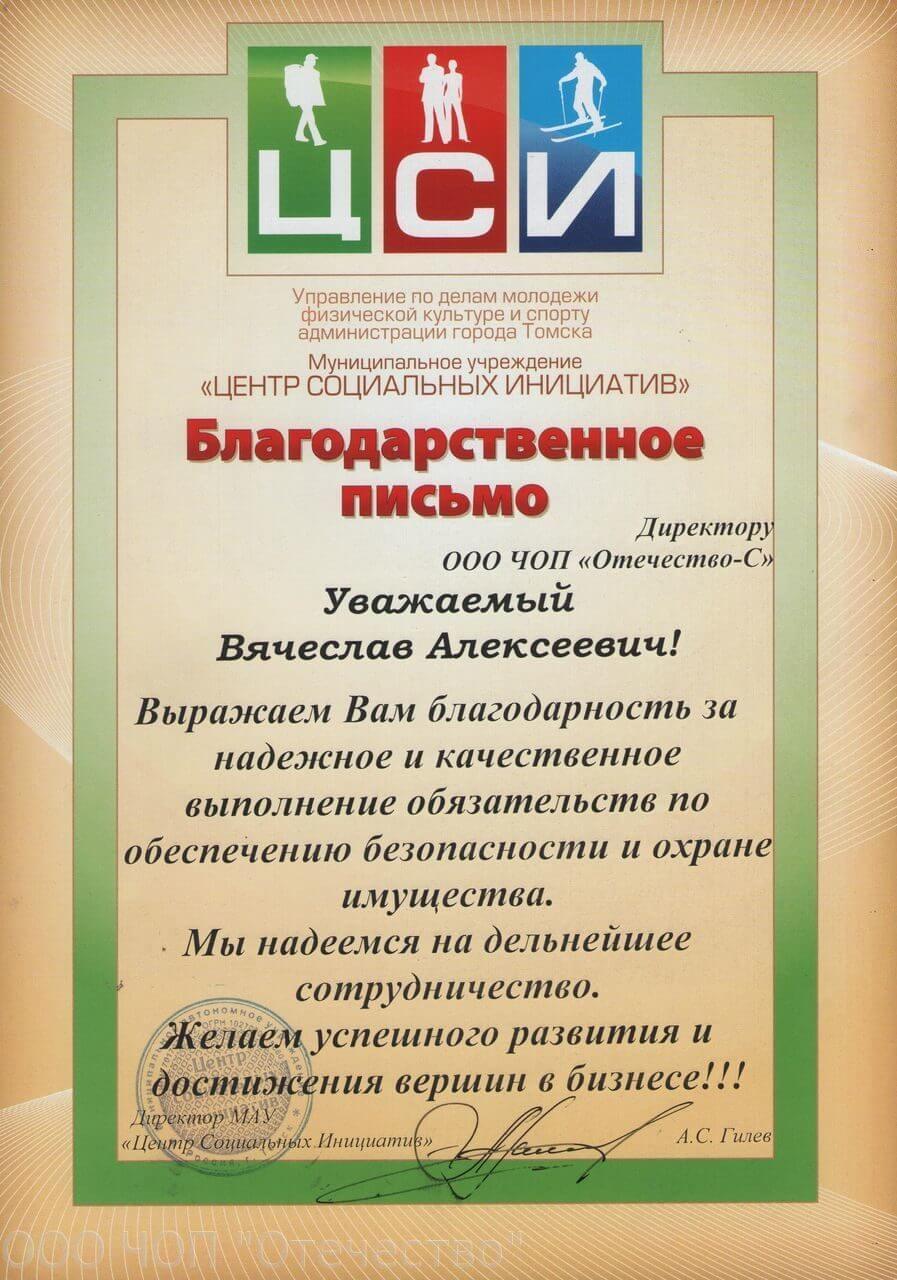 ЦСИ
Управление по делам молодежи
физической культуре и спорту
администрации города Томска
Муниципальное учреждение
«ЦЕНТР СОЦИАЛЬНЫХ ИНИЦИАТИВ»
Благодарственное
письмо
Директору
ООО ЧОП «Отечество-С»
Уважаемый
Вячеслав Алексеевич!
Выражаем Вам благодарность за
надежное и качественное
выполнение обязательств по
обеспечению безопасности и охране
имущества.
Мы надеемся на дельнейшее
сотрудничество.
Желаем успешного развития и
достижения вершин в бизнесе!!!
Директор МАУ
«Центр Социальных Инициатив»
А.С. Гилев
ООО ЧОП "Отечество"